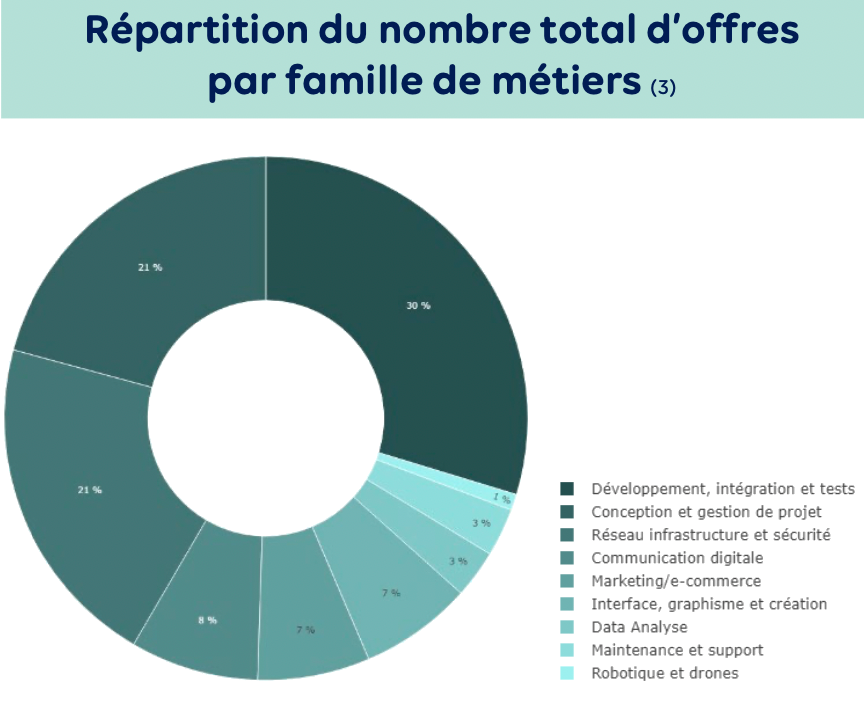 Répartition du nombre total d'offres
par famille de métiers (3)
21 %
30 %
21 %
1 %
3 %
3 %
7 %
8 %
7 %
Développement, intégration et tests
Conception et gestion de projet
Réseau infrastructure et sécurité
Communication digitale
Marketing/e-commerce
Interface, graphisme et création
Data Analyse
Maintenance et support
Robotique et drones